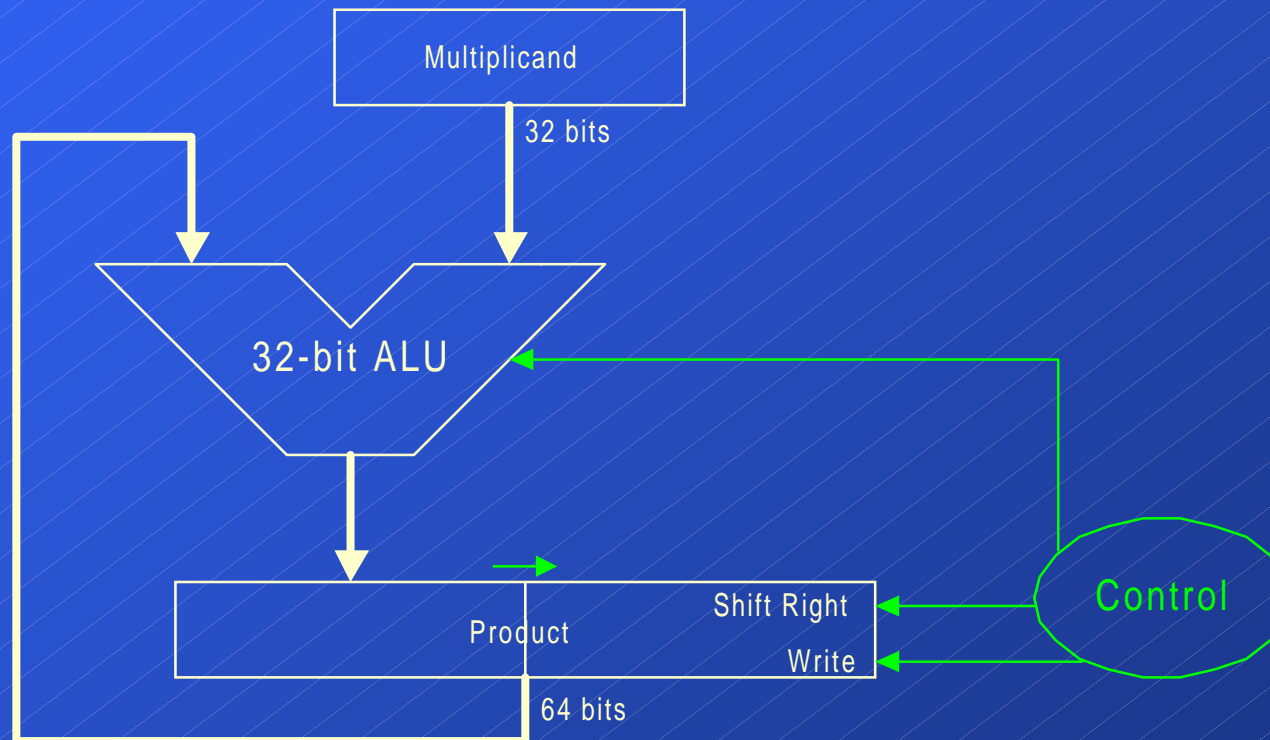 Multiplicand
32 bits
32-bit ALU
Control
Shift Right
Product
Write
64 bits